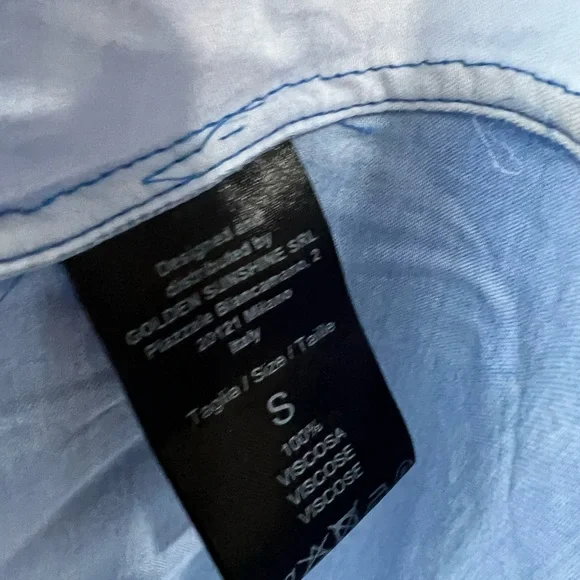 Designed and
distributed by
GOLDEN SUNSHINE SRL
Piazzale Biancamano, 2
20121 Milano
Italy
Taglia / Size / Taille
S
100%
VISCOSA
VISCOSE
VISCOSE